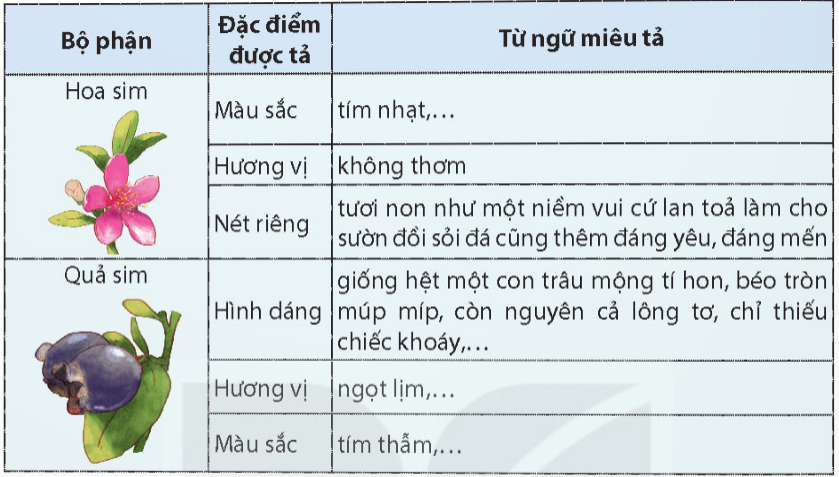 Bộ phận
Đặc điểm
được tả
Từ ngữ miêu tả
Hoa sim
Màu sắc
tím nhạt,...
Hương vị
không thơm
Nét riêng
tươi non như một niềm vui cứ lan toả làm cho
sườn đồi sỏi đá cũng thêm đáng yêu, đáng mến
Quả sim
Hình dáng
giống hệt một con trâu mộng tí hon, béo tròn
múp míp, còn nguyên cả lông tơ, chỉ thiếu
chiếc khoáy,...
Hương vị
ngọt lịm,...
Màu sắc
tím thẫm,...